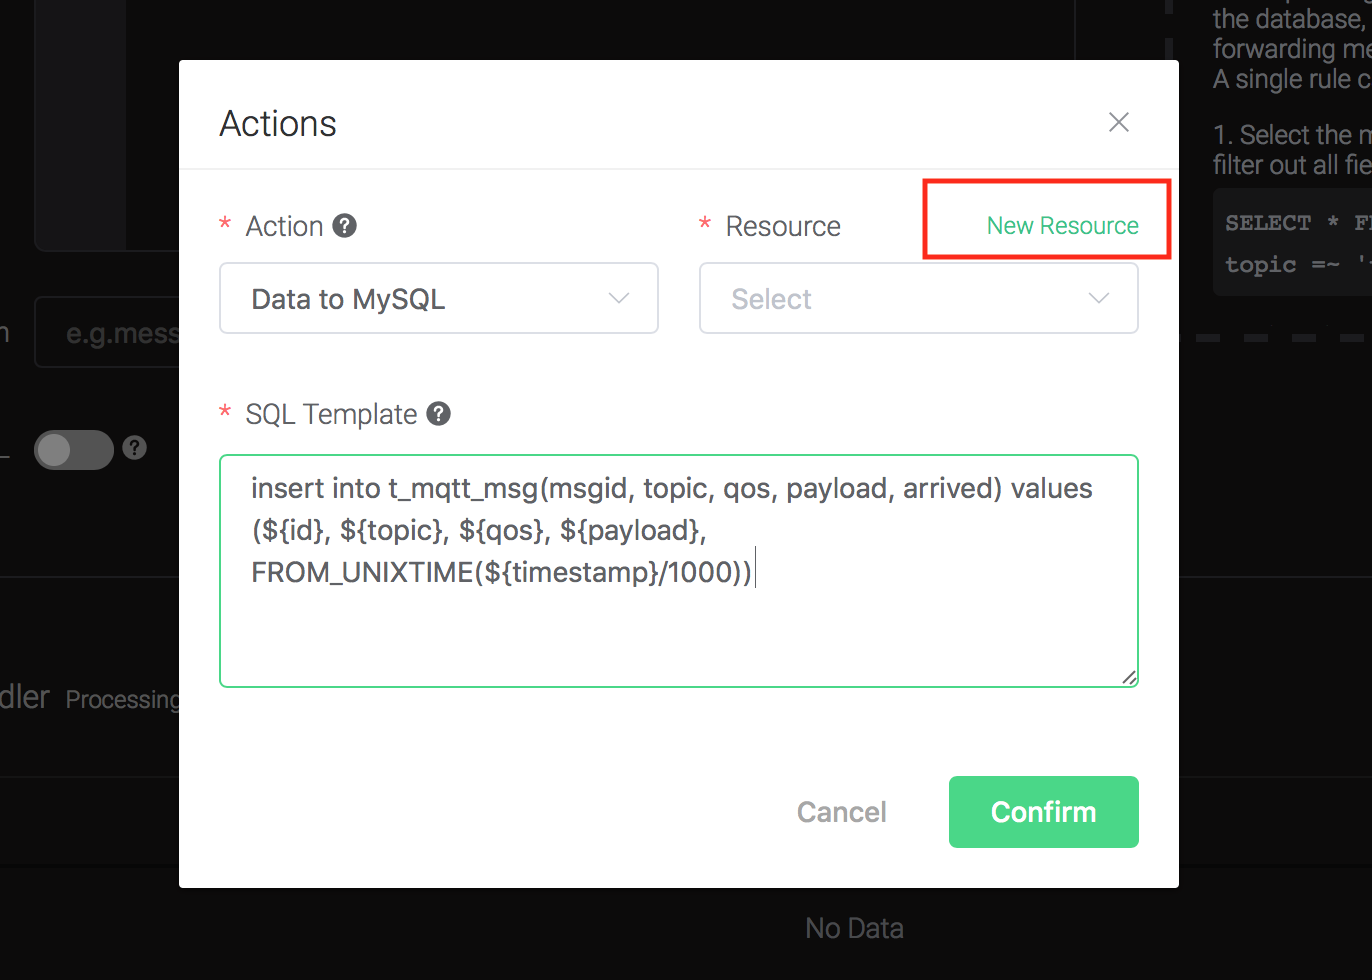 the database,
forwarding me
A single rule c
1. Select the m
filter out all fie
SELECT * F
topic =~ '
Actions
* Action ?
* Resource
New Resource
Data to MySQL
Select
* SQL Template ?
insert into t_mqtt_msg(msgid, topic, qos, payload, arrived) values
(${id}, ${topic}, ${qos}, ${payload},
FROM_UNIXTIME(${timestamp}/1000))
Cancel
Confirm
e.g.mess
?
dler Processing
No Data